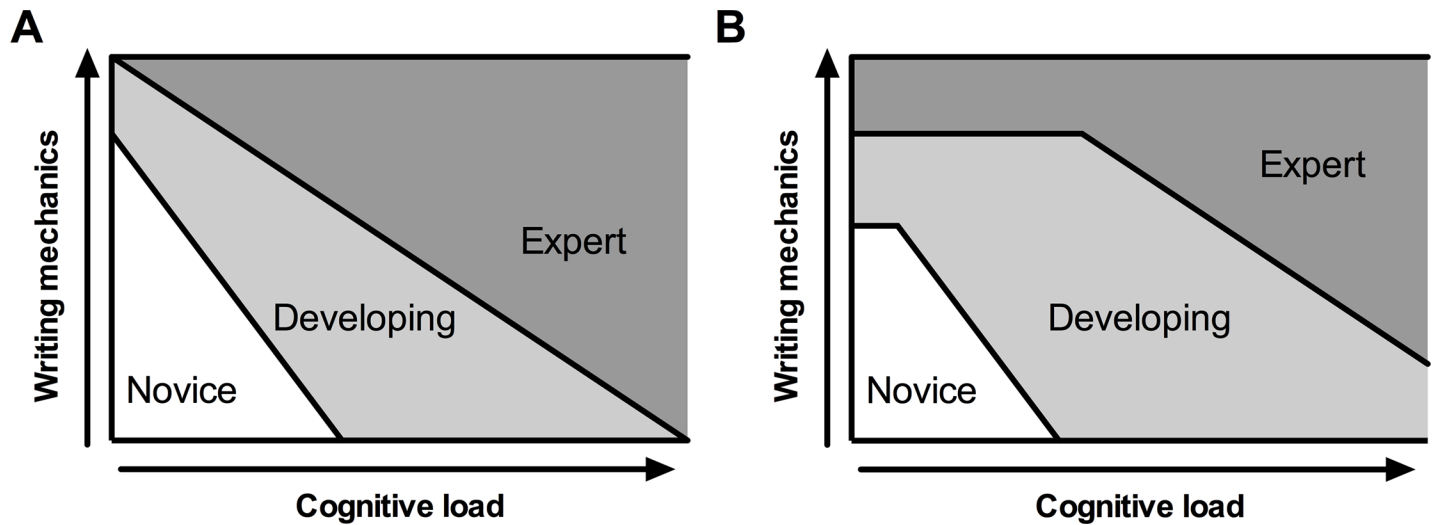 A
Writing mechanics
Expert
Developing
Novice
Cognitive load
B
Writing mechanics
Expert
Developing
Novice
Cognitive load